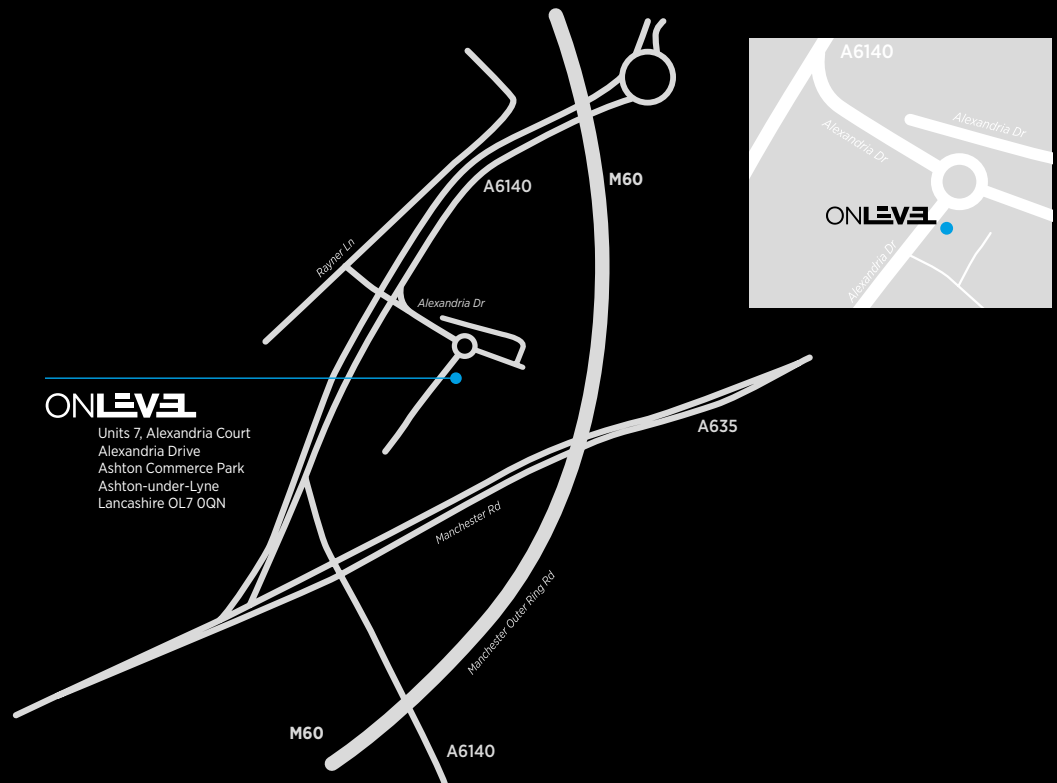 A6140
M60
Rayner Ln
Alexandria Dr
ONLEVEL
Units 7, Alexandria Court
Alexandria Drive
Ashton Commerce Park
Ashton-under-Lyne
Lancashire OL7 0QN
A635
Manchester Rd
Manchester Outer Ring Rd
M60
A6140
A6140
Alexandria Dr
Alexandria Dr
ONLEVEL
Alexandria Dr